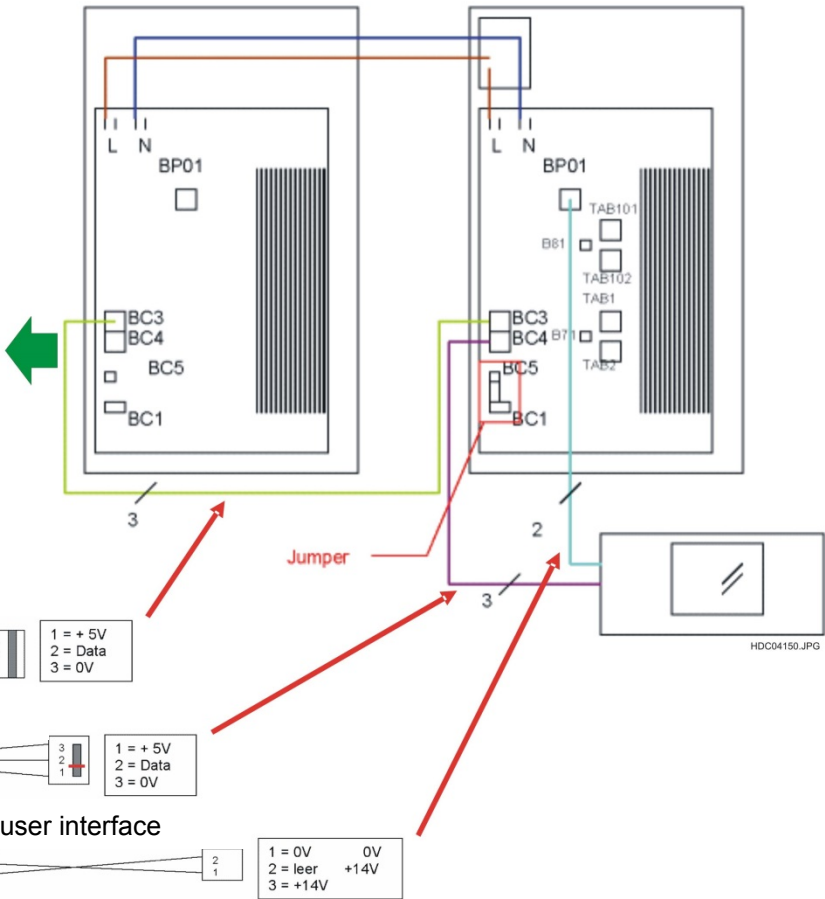 L N
BP01
BC3
BC4
BC5
BC1
3
L N
BP01
TAB101
B81
TAB102
TAB1
BC3
BC4
B71
TAB2
BC5
BC1
2
Jumper
3
HDC04150.JPG
1 = + 5V
2 = Data
3 = 0V
3
2
1
1 = + 5V
2 = Data
3 = 0V
user interface
2
1
1 = 0V 0V
2 = leer +14V
3 = +14V